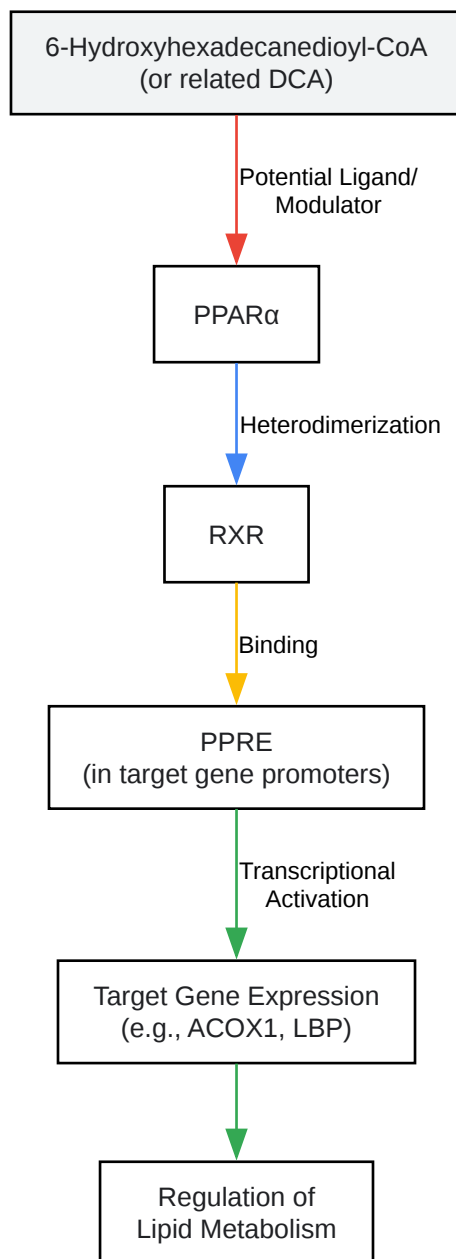 6-Hydroxyhexadecanedioyl-CoA
(or related DCA)
Potential Ligand/
Modulator
PPARα
Heterodimerization
RXR
Binding
PPRE
(in target gene promoters)
Transcriptional
Activation
Target Gene Expression
(e.g., ACOX1, LBP)
Regulation of
Lipid Metabolism